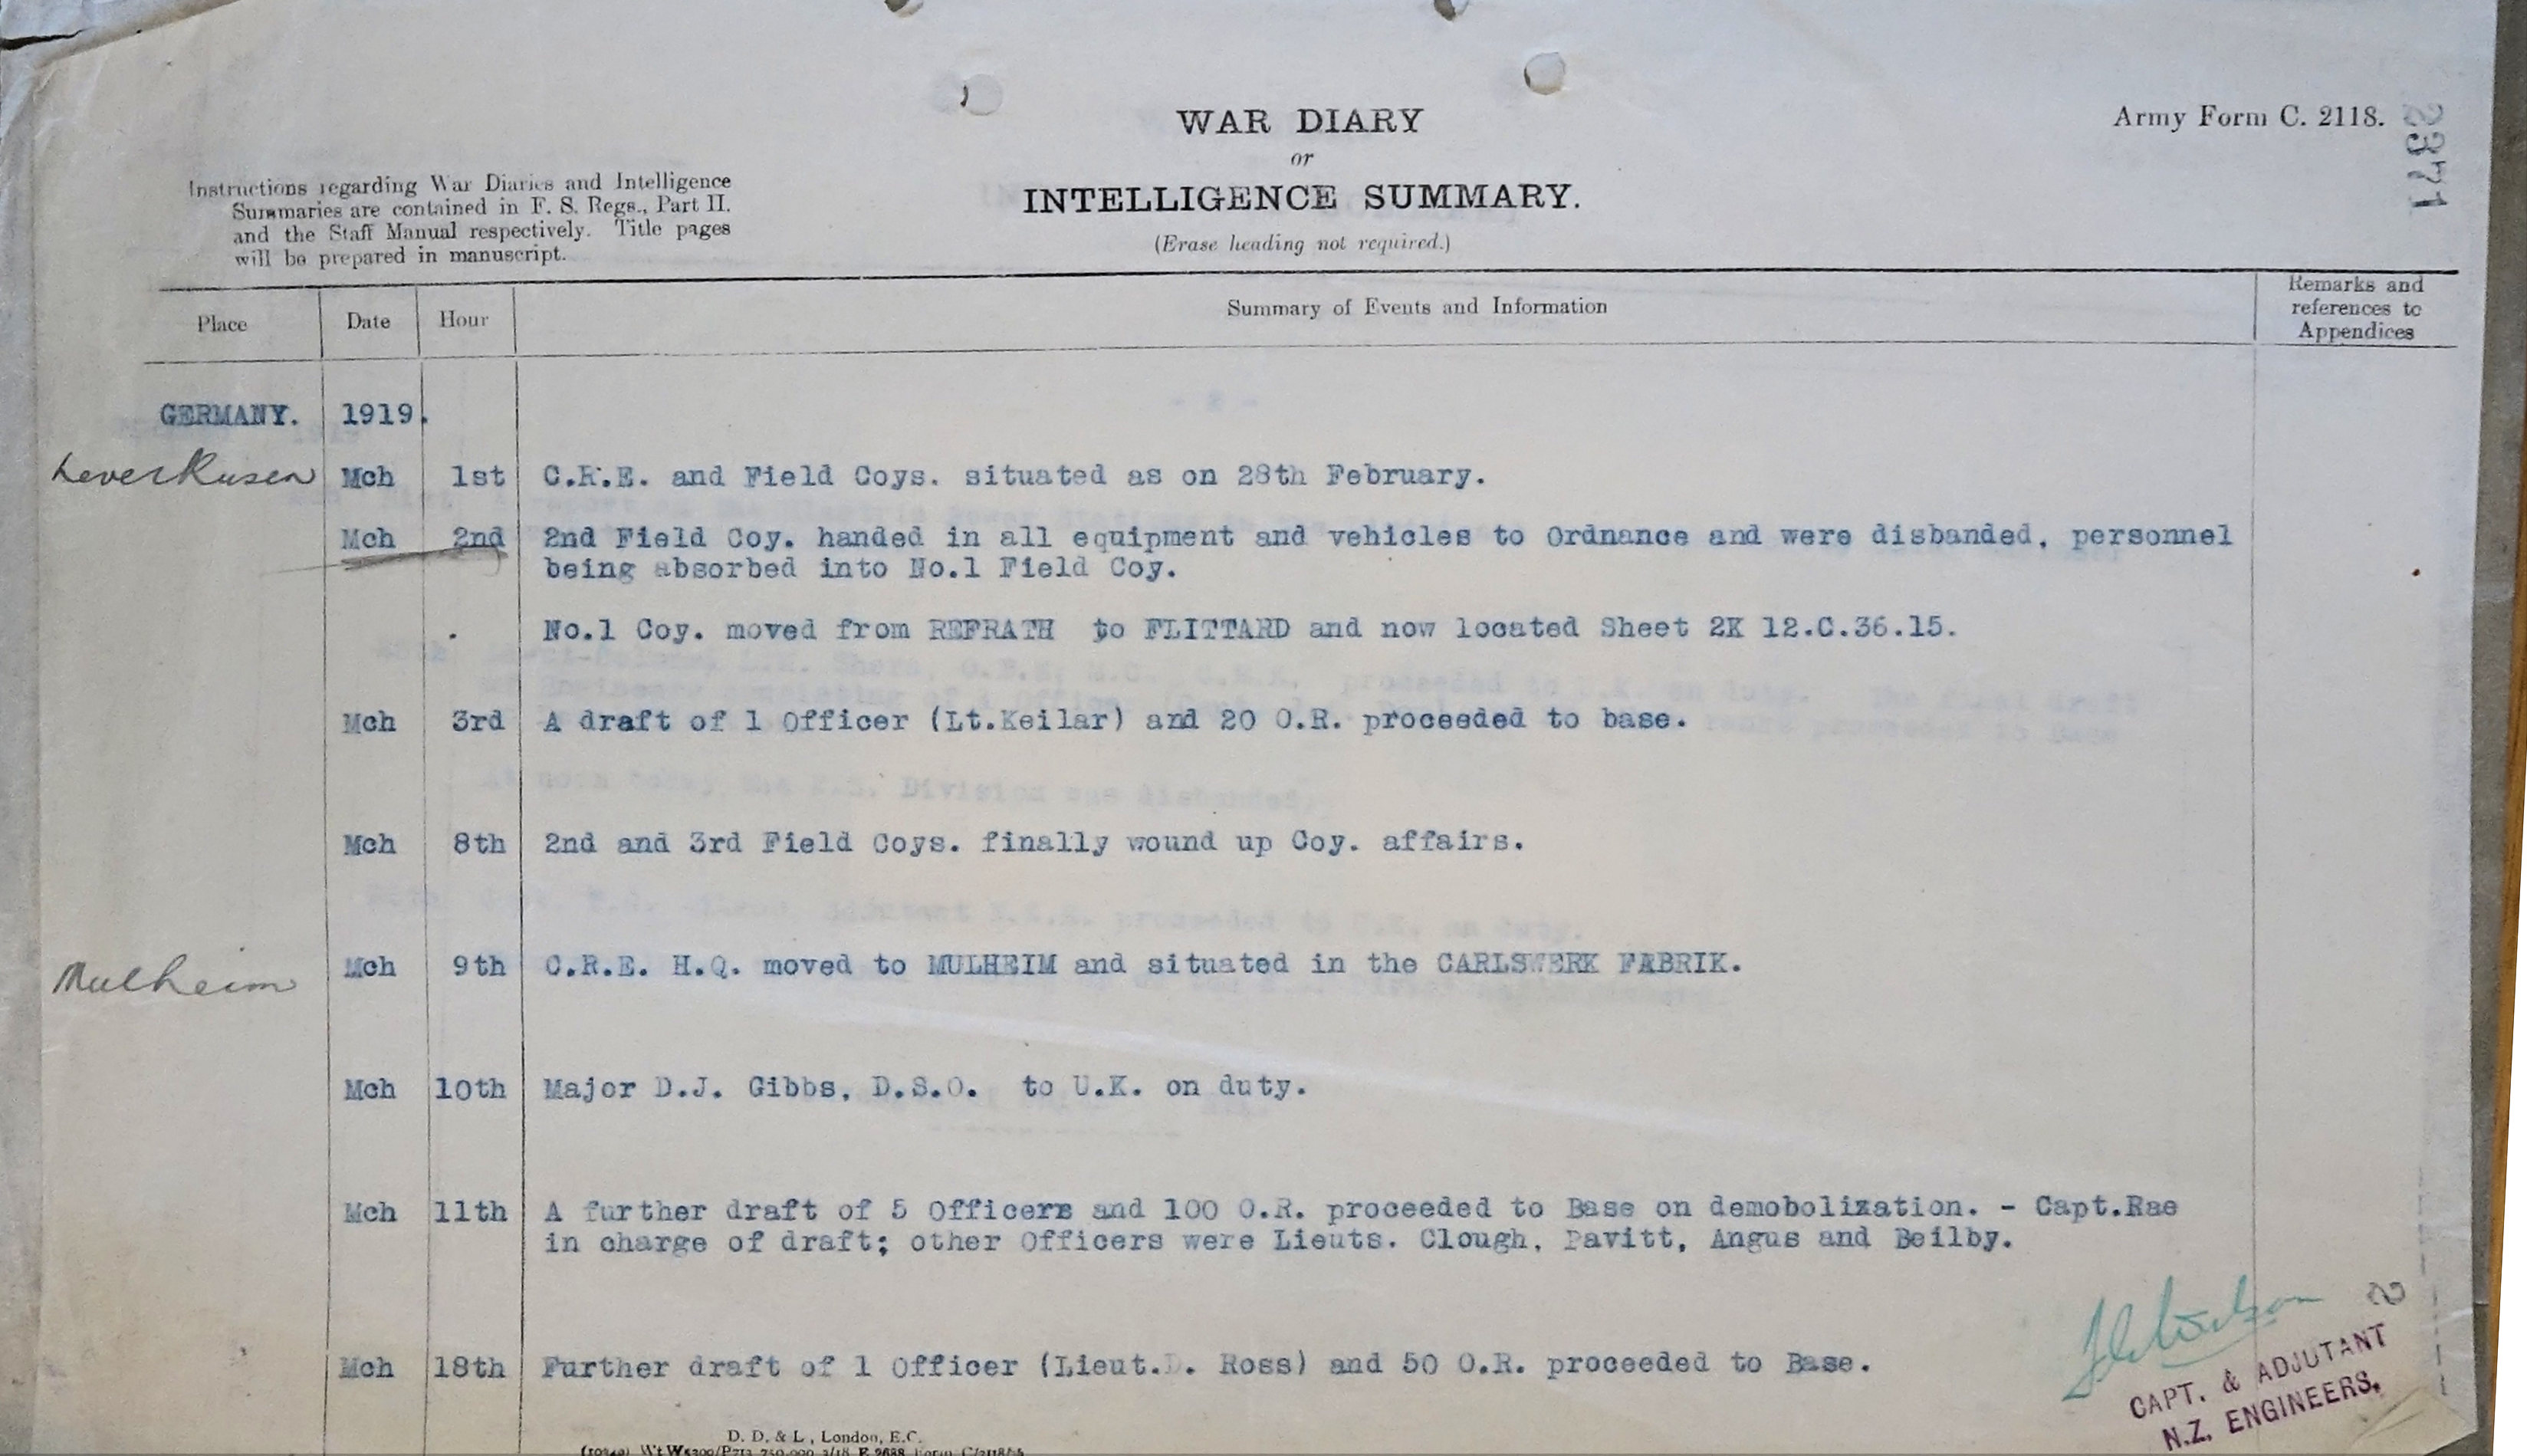 WAR DIARY
or
INTELLIGENCE SUMMARY.
(Erase heading not required.)
Army Form C. 2118.
2371
Instructions regarding War Diaries and Intelligence
Summaries are contained in F. S. Regs., Part II.
and the Staff Manual respectively. Title pages
will be prepared in manuscript.
Place Date Hour Summary of Events and Information Remarks and
references to
Appendices
GERMANY. 1919.
Leverkusen Mch 1st C.R.E. and Field Coys. situated as on 28th February.
Mch 2nd 2nd Field Coy. handed in all equipment and vehicles to Ordnance and were disbanded, personnel
being absorbed into No.1 Field Coy.
No.1 Coy. moved from REFRATH to FLITTARD and now located Sheet 2K 12.C.36.15.
Mch 3rd A draft of 1 Officer (Lt.Keilar) and 20 O.R. proceeded to base.
Mch 8th 2nd and 3rd Field Coys. finally wound up Coy. affairs.
Mulheim Mch 9th C.R.E. H.Q. moved to MULHEIM and situated in the CARLSWERK FABRIK.
Mch 10th Major D.J. Gibbs, D.S.O. to U.K. on duty.
Mch 11th A further draft of 5 Officers and 100 O.R. proceeded to Base on demobolization. - Capt.Rae
in charge of draft; other Officers were Lieuts. Clough, Pavitt, Angus and Beilby.
Mch 18th Further draft of 1 Officer (Lieut.D. Ross) and 50 O.R. proceeded to Base.
2
CAPT. & ADJUTANT
N.Z. ENGINEERS.
D. D. & L., London, E.C.